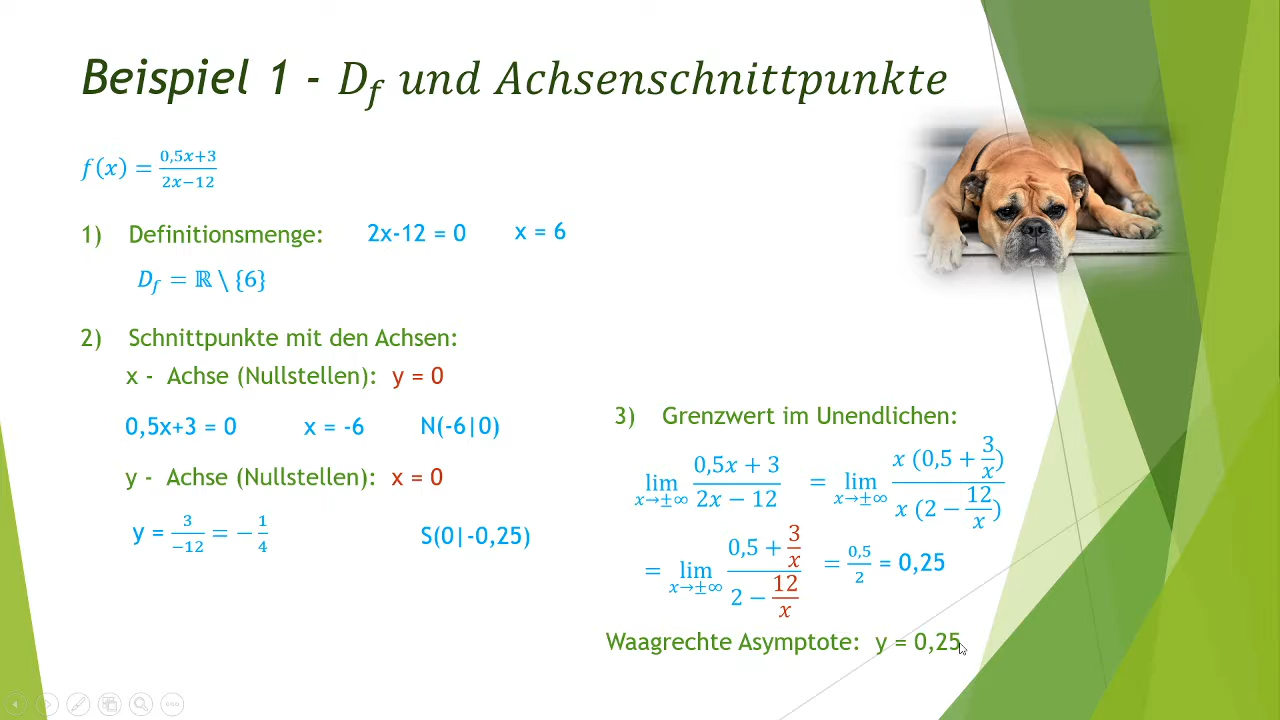 Beispiel 1 - D_f und Achsenschnittpunkte
f(x) = (0,5x+3)/(2x−12)
1) Definitionsmenge: 2x-12 = 0 x = 6
D_f = ℝ \ {6}
2) Schnittpunkte mit den Achsen:
x - Achse (Nullstellen): y = 0
0,5x+3 = 0 x = -6 N(-6|0)
y - Achse (Nullstellen): x = 0
y = 3/−12 = −1/4 S(0|-0,25)
3) Grenzwert im Unendlichen:
lim x→±∞ (0,5x + 3)/(2x − 12) = lim x→±∞ (x (0,5 + 3/x))/(x (2 − 12/x))
= lim x→±∞ (0,5 + 3/x)/(2 − 12/x) = 0,5/2 = 0,25
Waagrechte Asymptote: y = 0,25